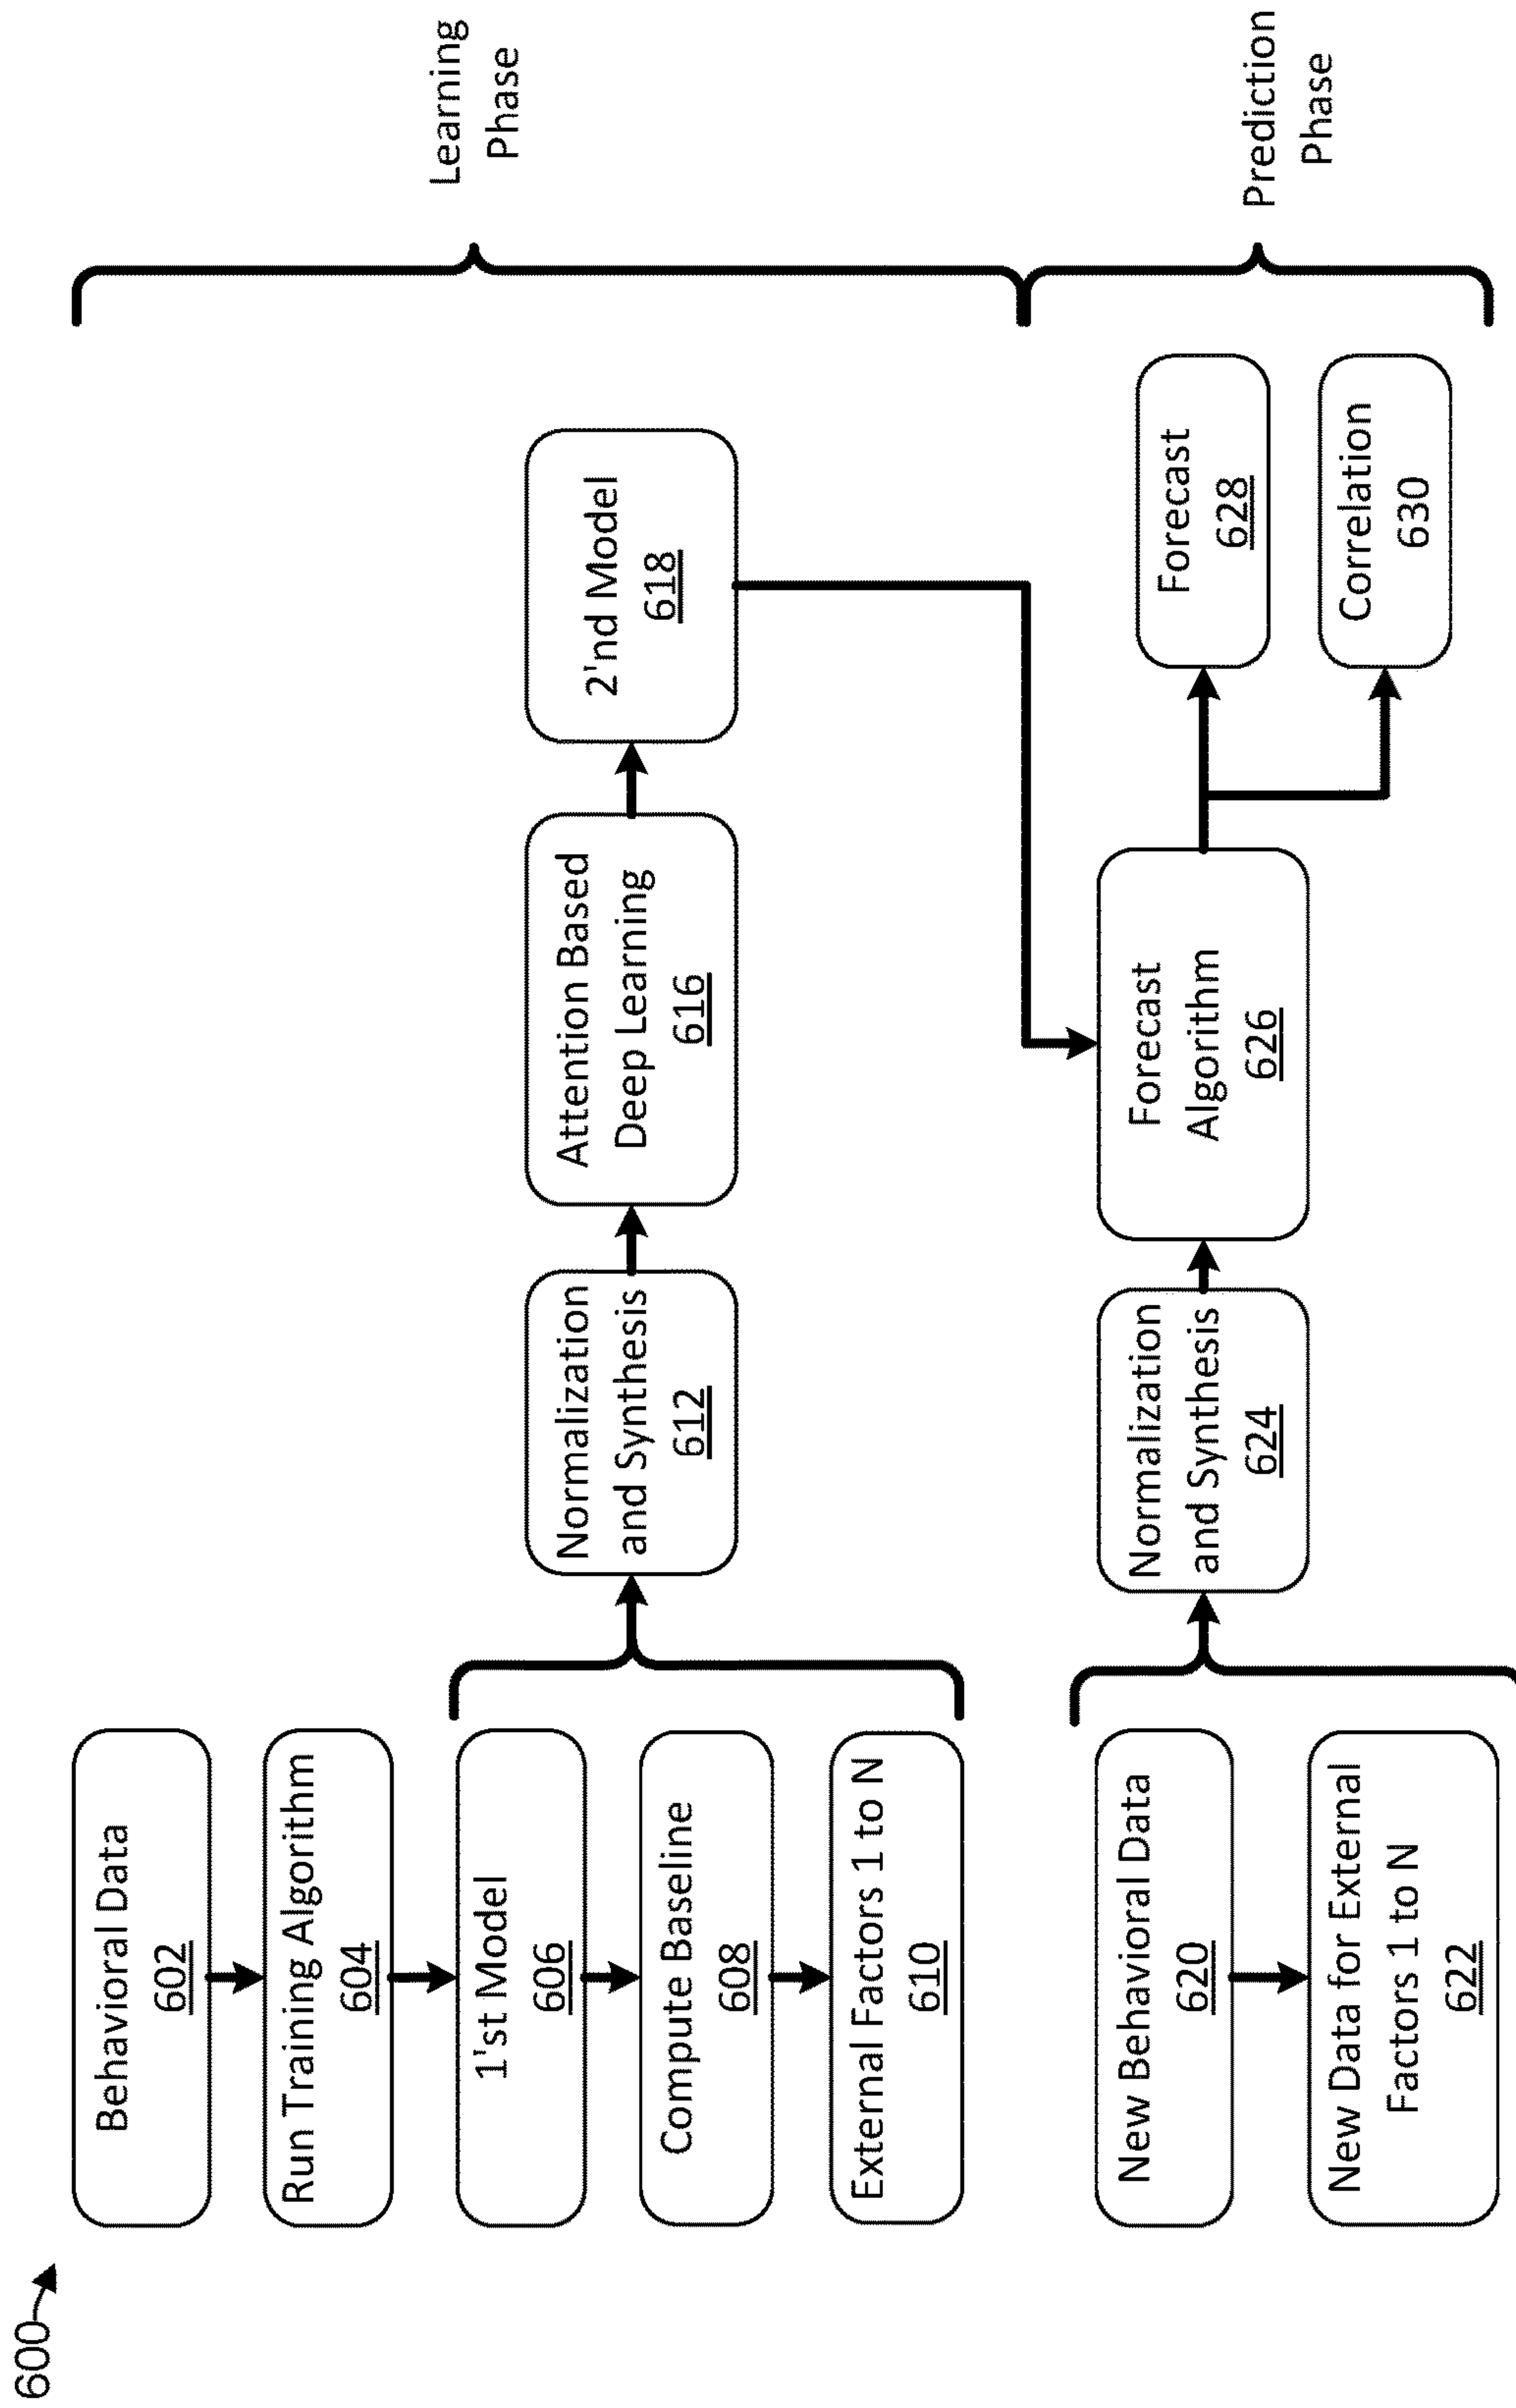 600
Behavioral Data
602
Run Training Algorithm
604
1'st Model
606
Compute Baseline
608
External Factors 1 to N
610
Normalization
and Synthesis
612
Attention Based
Deep Learning
616
2'nd Model
618
Learning
Phase
New Behavioral Data
620
New Data for External
Factors 1 to N
622
Normalization
and Synthesis
624
Forecast
Algorithm
626
Forecast
628
Correlation
630
Prediction
Phase